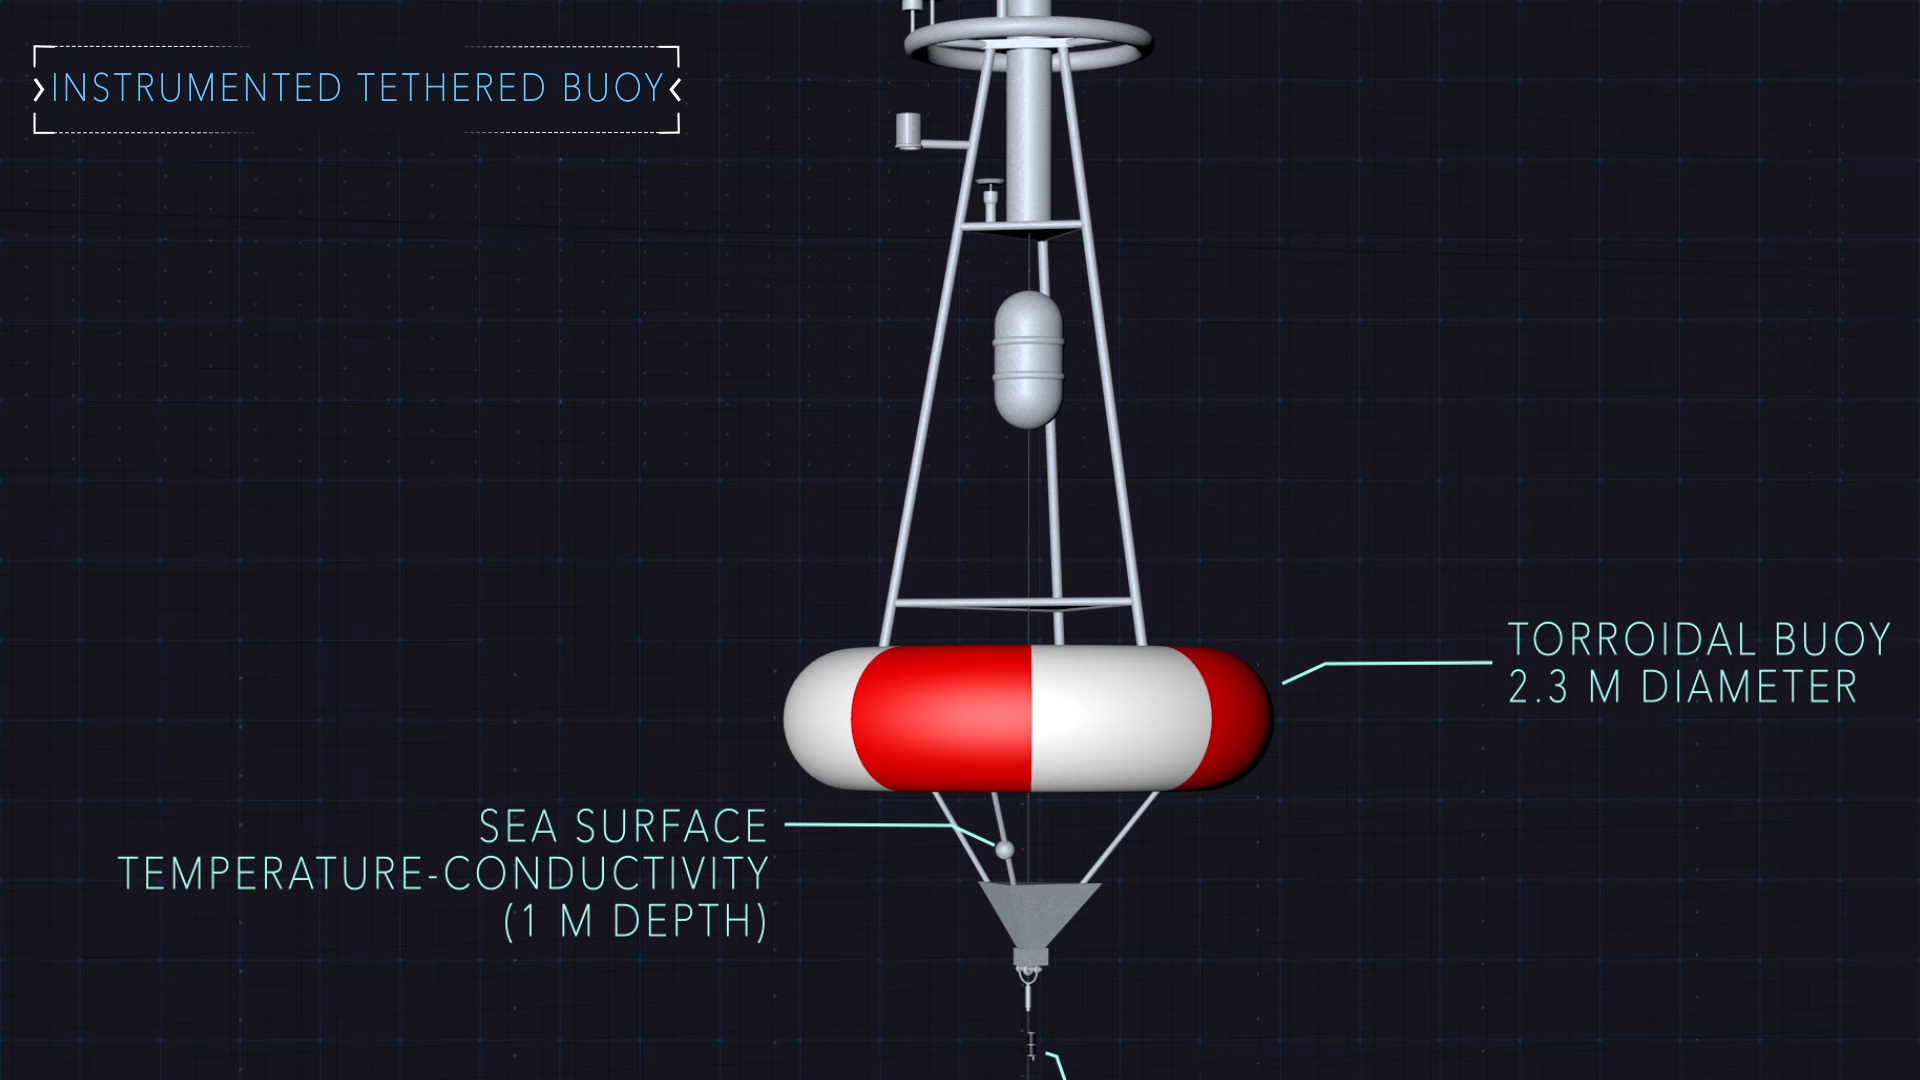 INSTRUMENTED TETHERED BUOY
TORROIDAL BUOY
2.3 M DIAMETER
SEA SURFACE
TEMPERATURE-CONDUCTIVITY
(1 M DEPTH)